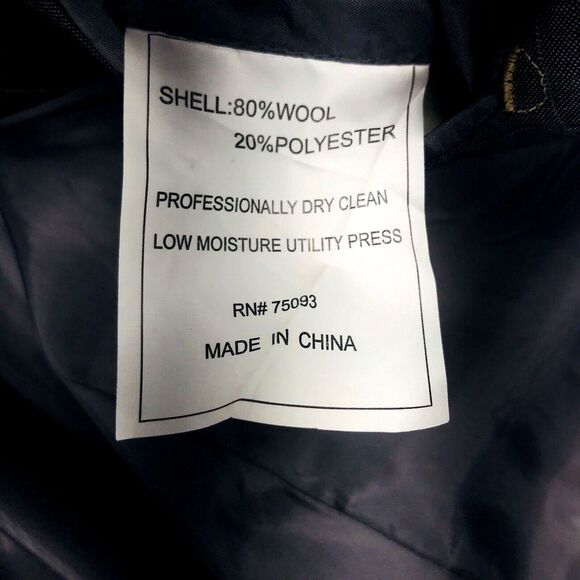 SHELL:80%WOOL
20%POLYESTER
PROFESSIONALLY DRY CLEAN
LOW MOISTURE UTILITY PRESS
RN# 75093
MADE IN CHINA